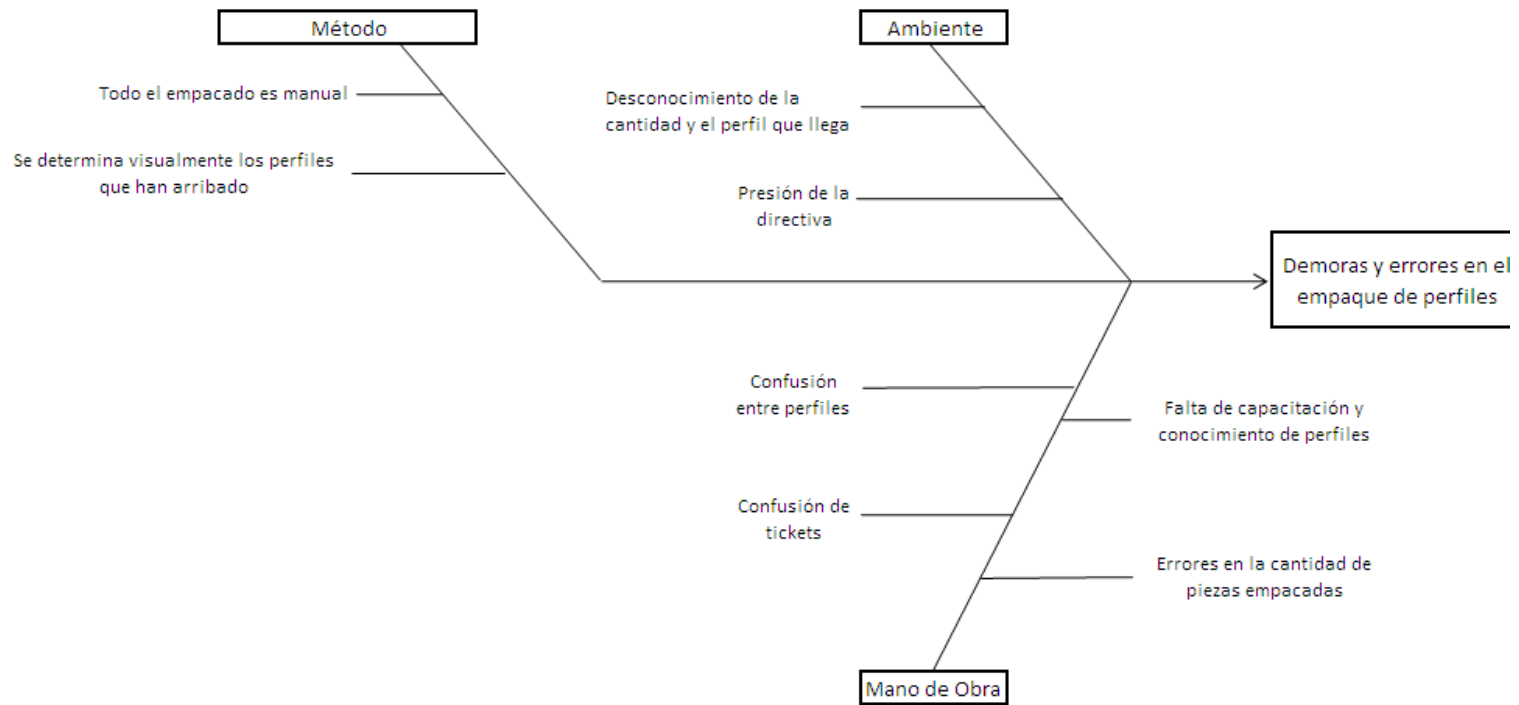 Método
Ambiente
Todo el empacado es manual
Se determina visualmente los perfiles
que han arribado
Desconocimiento de la
cantidad y el perfil que llega
Presión de la
directiva
Demoras y errores en el
empaque de perfiles
Confusión
entre perfiles
Falta de capacitación y
conocimiento de perfiles
Confusión de
tickets
Errores en la cantidad de
piezas empacadas
Mano de Obra